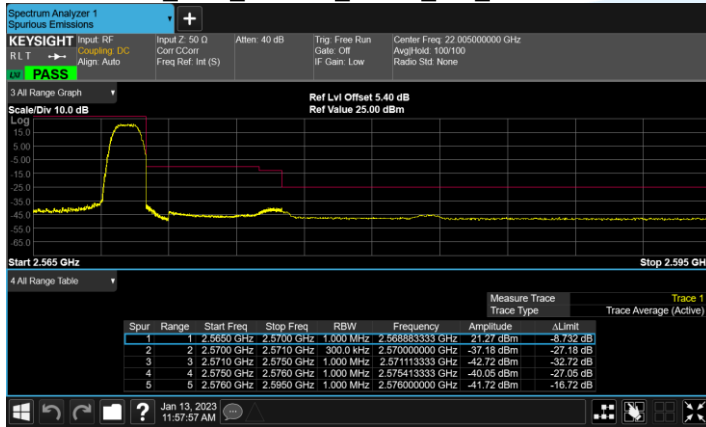 Spectrum Analyzer 1
Spurious Emissions
+
KEYSIGHT Input: RF Input Z: 50 Ω Atten: 40 dB Trig: Free Run Center Freq: 22.005000000 GHz
RLT Coupling: DC Corr CCorr Gate: Off Avg|Hold: 100/100
Align: Auto Freq Ref: Int (S) IF Gain: Low Radio Std: None
PASS
3 All Range Graph
Ref Lvl Offset 5.40 dB
Scale/Div 10.0 dB Ref Value 25.00 dBm
Log
15.0
5.00
-5.00
-15.0
-25.0
-35.0
-45.0
-55.0
-65.0
Start 2.565 GHz Stop 2.595 GH
4 All Range Table
Measure Trace Trace 1
Trace Type Trace Average (Active)
Spur Range Start Freq Stop Freq RBW Frequency Amplitude ΔLimit
1 1 2.5650 GHz 2.5700 GHz 1.000 MHz 2.568883333 GHz 21.27 dBm -8.732 dB
2 2 2.5700 GHz 2.5710 GHz 300.0 kHz 2.570000000 GHz -37.18 dBm -27.18 dB
3 3 2.5710 GHz 2.5750 GHz 1.000 MHz 2.571113333 GHz -42.72 dBm -32.72 dB
4 4 2.5750 GHz 2.5760 GHz 1.000 MHz 2.575413333 GHz -40.05 dBm -27.05 dB
5 5 2.5760 GHz 2.5950 GHz 1.000 MHz 2.576000000 GHz -41.72 dBm -16.72 dB
? Jan 13, 2023
11:57:57 AM